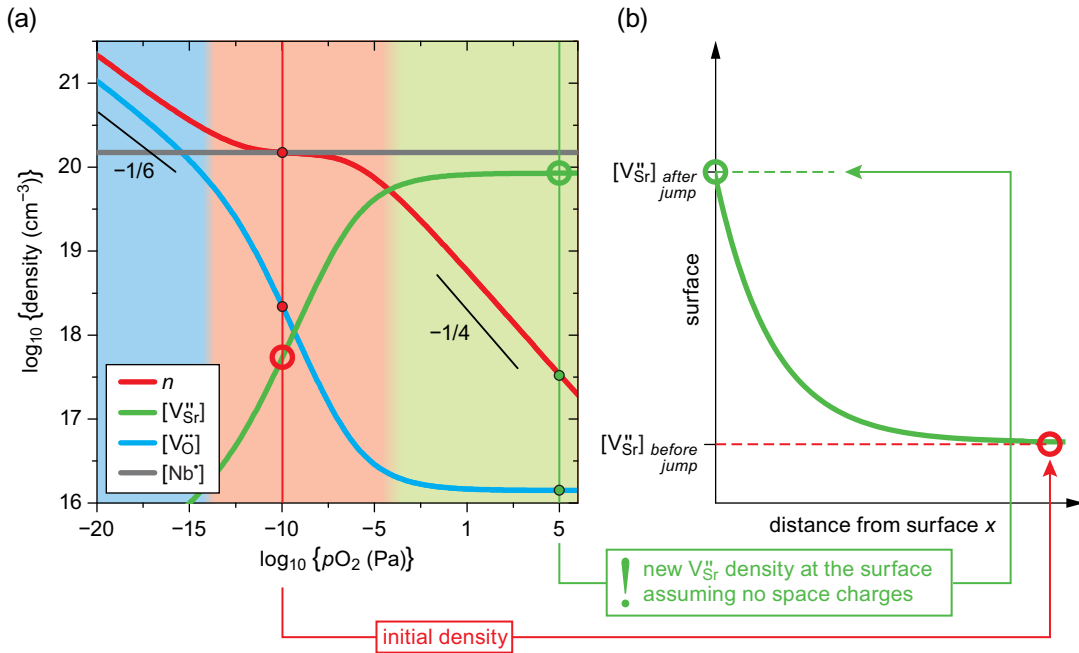 (a)
21
20
19
18
17
16
log₁₀ {density (cm⁻³)}
−1/6
−1/4
n
[V''Sr]
[V··O]
[Nb•]
−20
−15
−10
−5
1
5
log₁₀ {pO₂ (Pa)}
(b)
[V''Sr] after
jump
surface
[V''Sr] before
jump
distance from surface x
! new V''Sr density at the surface
assuming no space charges
initial density